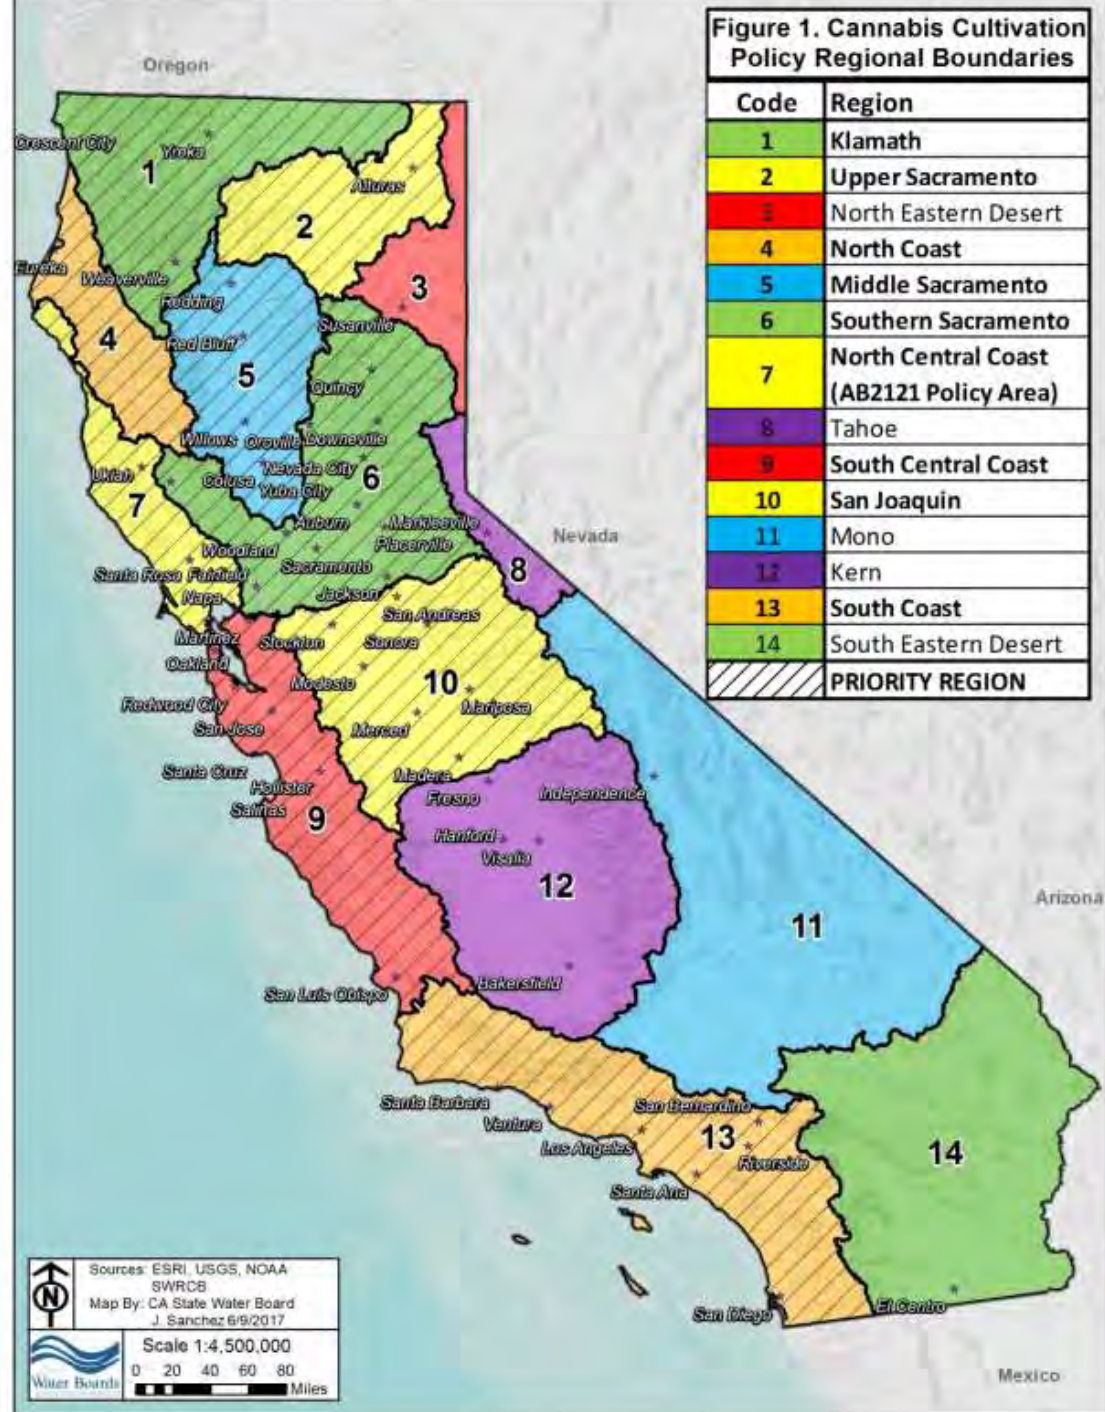 Figure 1. Cannabis Cultivation
Policy Regional Boundaries
Code Region
1 Klamath
2 Upper Sacramento
3 North Eastern Desert
4 North Coast
5 Middle Sacramento
6 Southern Sacramento
7 North Central Coast
(AB2121 Policy Area)
8 Tahoe
9 South Central Coast
10 San Joaquin
11 Mono
12 Kern
13 South Coast
14 South Eastern Desert
PRIORITY REGION
Oregon
Crescent City
Yreka
1
Alturas
2
Eureka
Weaverville
Redding
3
Susanville
4
Red Bluff
5
Quincy
Willows
Oroville
Downieville
Nevada City
Ukiah
Colusa
Yuba City
6
7
Auburn
Markleeville
Nevada
Woodland
Placerville
Santa Rosa
Fairfield
Sacramento
8
Napa
Jackson
San Andreas
Martinez
Stockton
Sonora
Oakland
Modesto
10
Redwood City
Mariposa
San Jose
Merced
Santa Cruz
Madera
Hollister
Fresno
Independence
Salinas
9
Hanford
Visalia
12
Arizona
11
Bakersfield
San Luis Obispo
Santa Barbara
San Bernardino
Ventura
13
Los Angeles
Riverside
14
Santa Ana
San Diego
El Centro
Mexico
N
Sources: ESRI, USGS, NOAA
SWRCB
Map By: CA State Water Board
J. Sanchez 6/9/2017
Water Boards
Scale 1:4,500,000
0 20 40 60 80
Miles